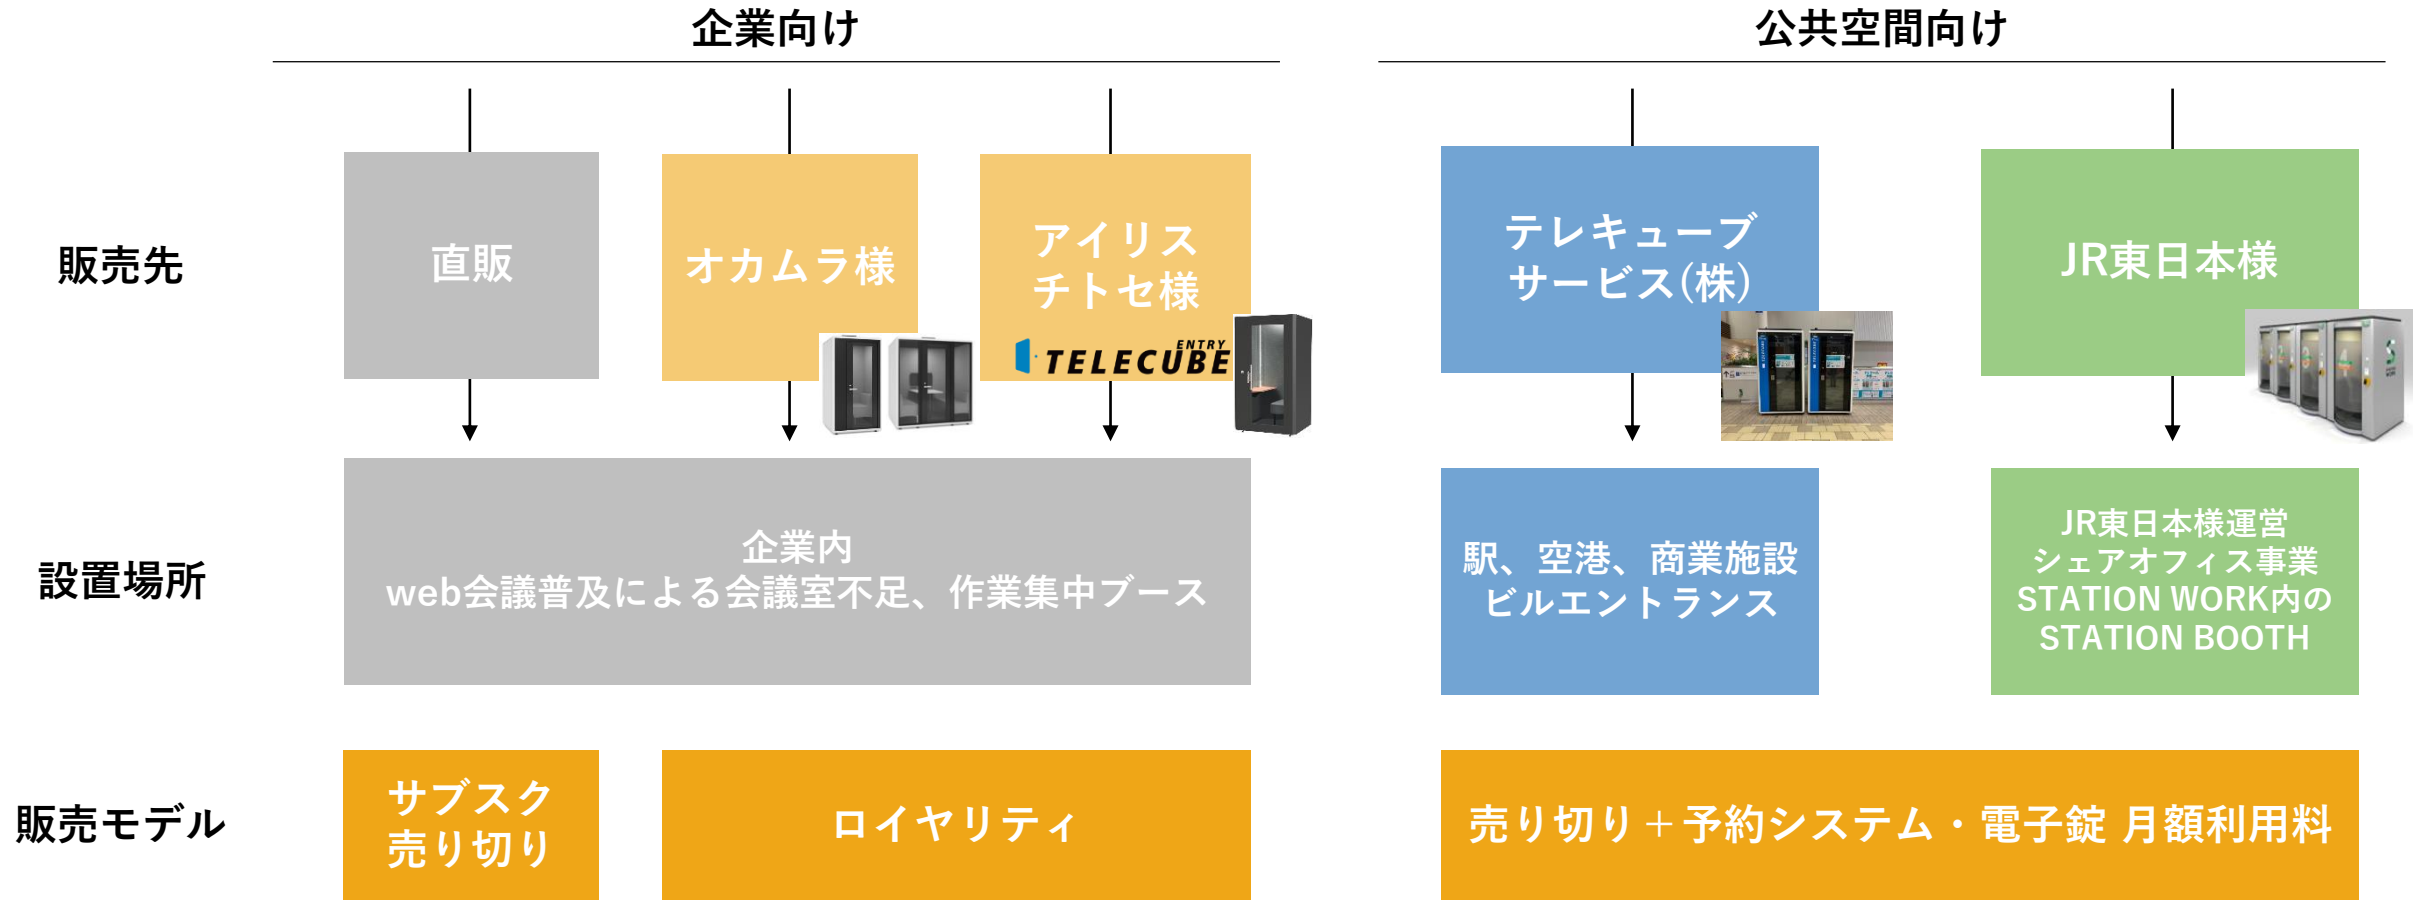 企業向け
公共空間向け
販売先
直販
オカムラ様
アイリス
チトセ様
ENTRY
TELECUBE
テレキューブ
サービス(株)
JR東日本様
設置場所
企業内
web会議普及による会議室不足、作業集中ブース
駅、空港、商業施設
ビルエントランス
JR東日本様運営
シェアオフィス事業
STATION WORK内の
STATION BOOTH
販売モデル
サブスク
売り切り
ロイヤリティ
売り切り＋予約システム・電子錠 月額利用料